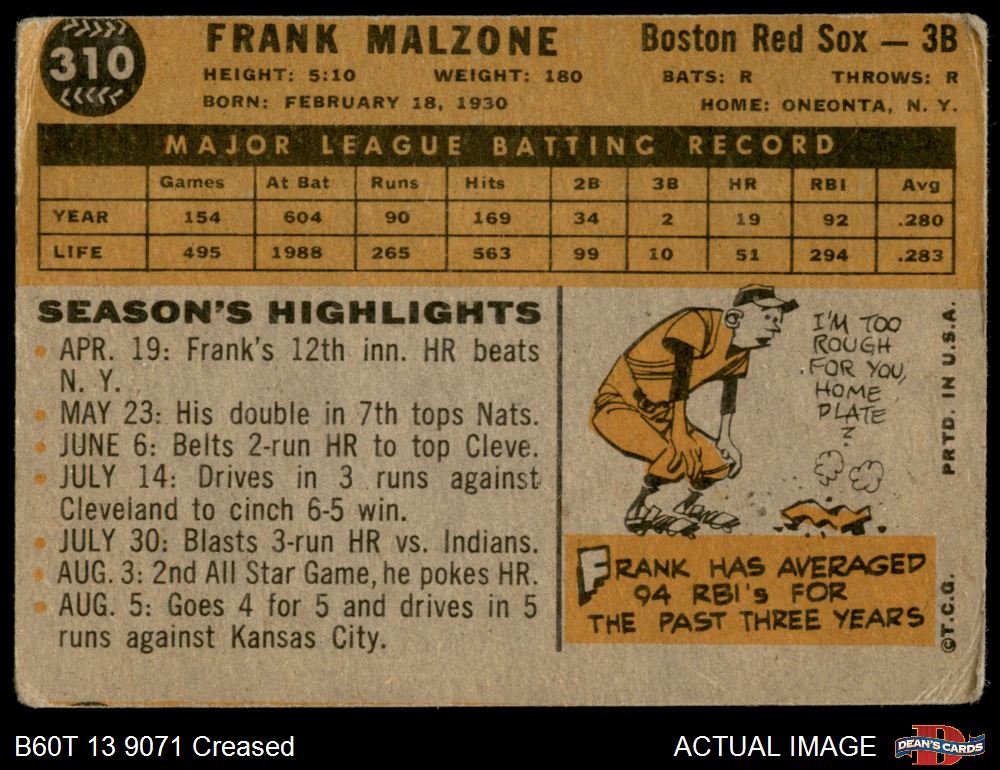 310
FRANK MALZONE
Boston Red Sox — 3B
HEIGHT: 5:10 WEIGHT: 180 BATS: R THROWS: R
BORN: FEBRUARY 18, 1930 HOME: ONEONTA, N. Y.
MAJOR LEAGUE BATTING RECORD
Games At Bat Runs Hits 2B 3B HR RBI Avg
YEAR 154 604 90 169 34 2 19 92 .280
LIFE 495 1988 265 563 99 10 51 294 .283
SEASON'S HIGHLIGHTS
• APR. 19: Frank's 12th inn. HR beats
N. Y.
• MAY 23: His double in 7th tops Nats.
• JUNE 6: Belts 2-run HR to top Cleve.
• JULY 14: Drives in 3 runs against
Cleveland to cinch 6-5 win.
• JULY 30: Blasts 3-run HR vs. Indians.
• AUG. 3: 2nd All Star Game, he pokes HR.
• AUG. 5: Goes 4 for 5 and drives in 5
runs against Kansas City.
I'M TOO
ROUGH
FOR YOU,
HOME
PLATE
?
FRANK HAS AVERAGED
94 RBI's FOR
THE PAST THREE YEARS
©T.C.G. PRTD. IN U.S.A.
B60T 13 9071 Creased
ACTUAL IMAGE
D
DEAN'S CARDS